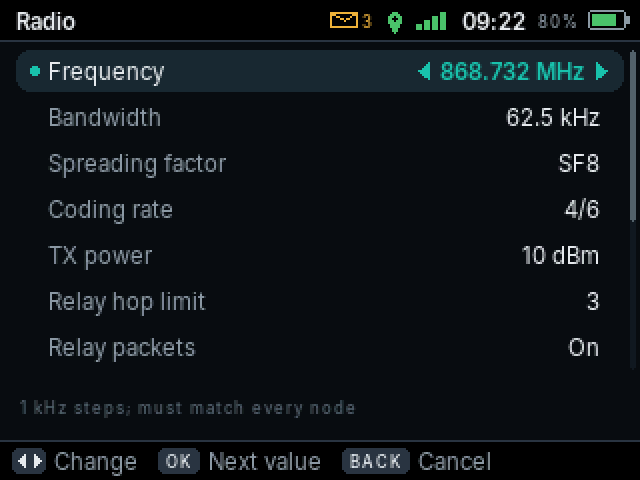 Radio 3 09:22 80%
Frequency 868.732 MHz
Bandwidth 62.5 kHz
Spreading factor SF8
Coding rate 4/6
TX power 10 dBm
Relay hop limit 3
Relay packets On
1 kHz steps; must match every node
Change OK Next value BACK Cancel